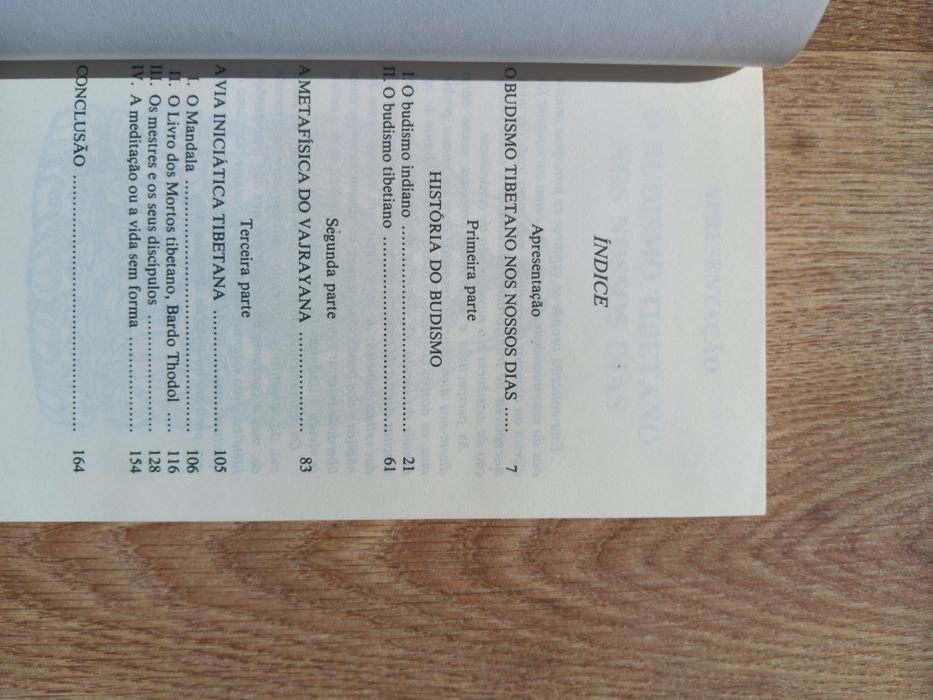 ÍNDICE
Apresentação
O BUDISMO TIBETANO NOS NOSSOS DIAS ..... 7
Primeira parte
HISTÓRIA DO BUDISMO
I. O budismo indiano ........................................ 21
II. O budismo tibetiano ...................................... 61
Segunda parte
A METAFÍSICA DO VAJRAYANA ...................... 83
Terceira parte
A VIA INICIÁTICA TIBETANA ......................... 105
I. O Mandala ................................................. 106
II. O Livro dos Mortos tibetano, Bardo Thodol .... 116
III. Os mestres e os seus discípulos ..................... 128
IV. A meditação ou a vida sem forma .................. 154
CONCLUSÃO ................................................... 164